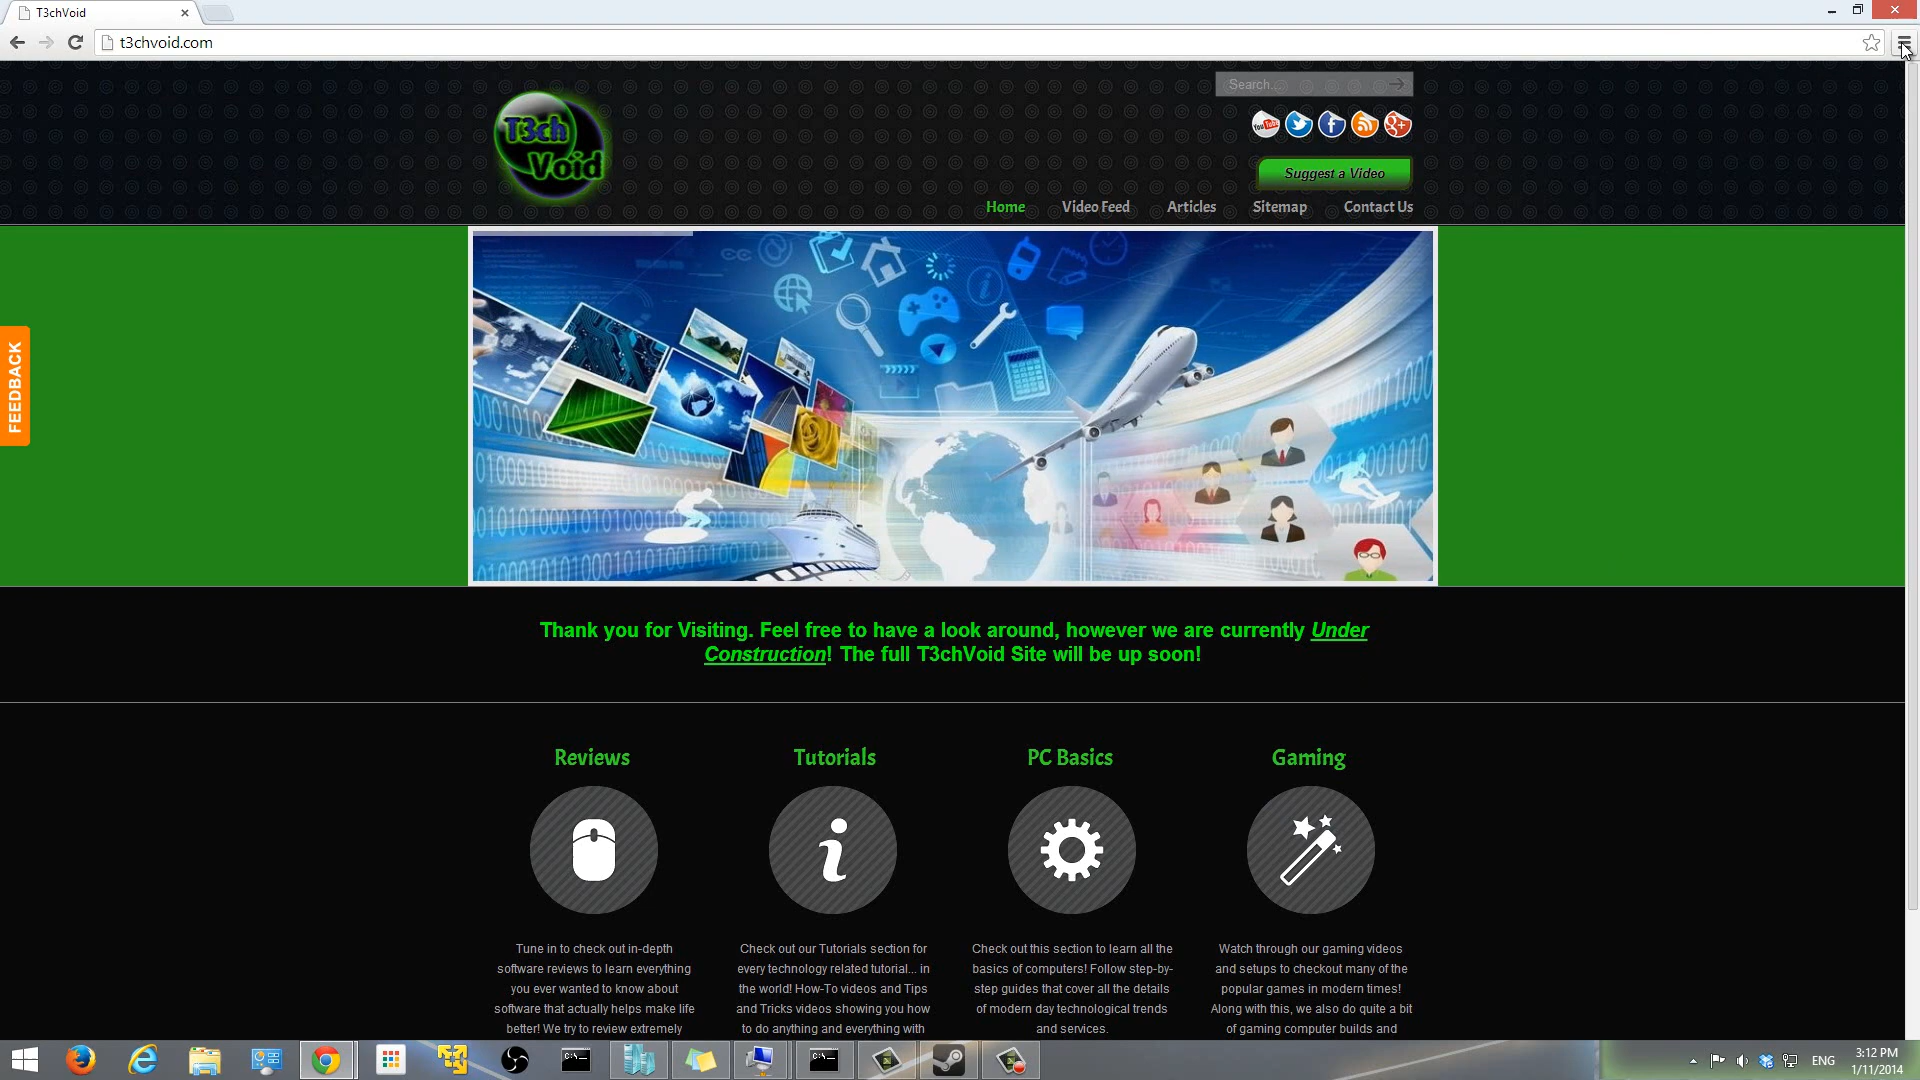 T3chVoid
t3chvoid.com
Search...
T3ch
Void
You Tube
Suggest a Video
Home
Video Feed
Articles
Sitemap
Contact Us
FEEDBACK
Thank you for Visiting. Feel free to have a look around, however we are currently Under
Construction! The full T3chVoid Site will be up soon!
Reviews
Tune in to check out in-depth
software reviews to learn everything
you ever wanted to know about
software that actually helps make life
better! We try to review extremely
Tutorials
Check out our Tutorials section for
every technology related tutorial... in
the world! How-To videos and Tips
and Tricks videos showing you how
to do anything and everything with
PC Basics
Check out this section to learn all the
basics of computers! Follow step-by-
step guides that cover all the details
of modern day technological trends
and services.
Gaming
Watch through our gaming videos
and setups to checkout many of the
popular games in modern times!
Along with this, we also do quite a bit
of gaming computer builds and
ENG
3:12 PM
1/11/2014